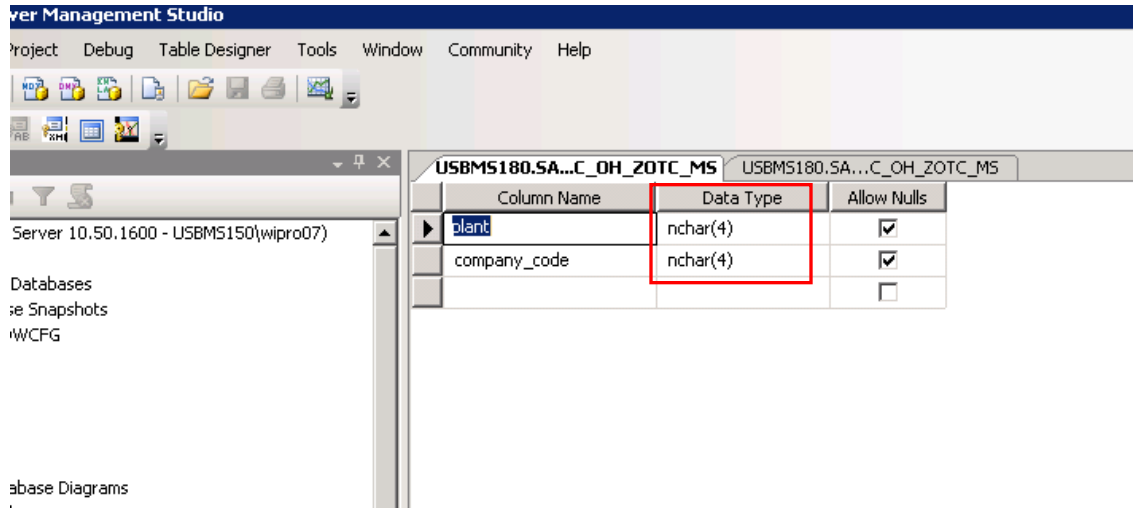 ver Management Studio
Project Debug Table Designer Tools Window Community Help
USBMS180.SA...C_OH_ZOTC_MS USBMS180.SA...C_OH_ZOTC_MS
Column Name Data Type Allow Nulls
plant nchar(4)
company_code nchar(4)
Server 10.50.1600 - USBMS150\wipro07)
Databases
se Snapshots
WCFG
abase Diagrams